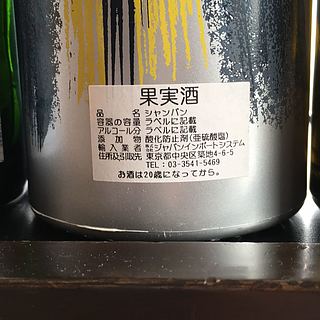 果実酒
品名 シャンパン
容器の容量 ラベルに記載
アルコール分 ラベルに記載
添加物 酸化防止剤(亜硫酸塩)
輸入業者 ㈱ジャパンインポートシステム
住所及引取先 東京都中央区築地4-6-5
TEL: 03-3541-5469
お酒は20歳になってから。